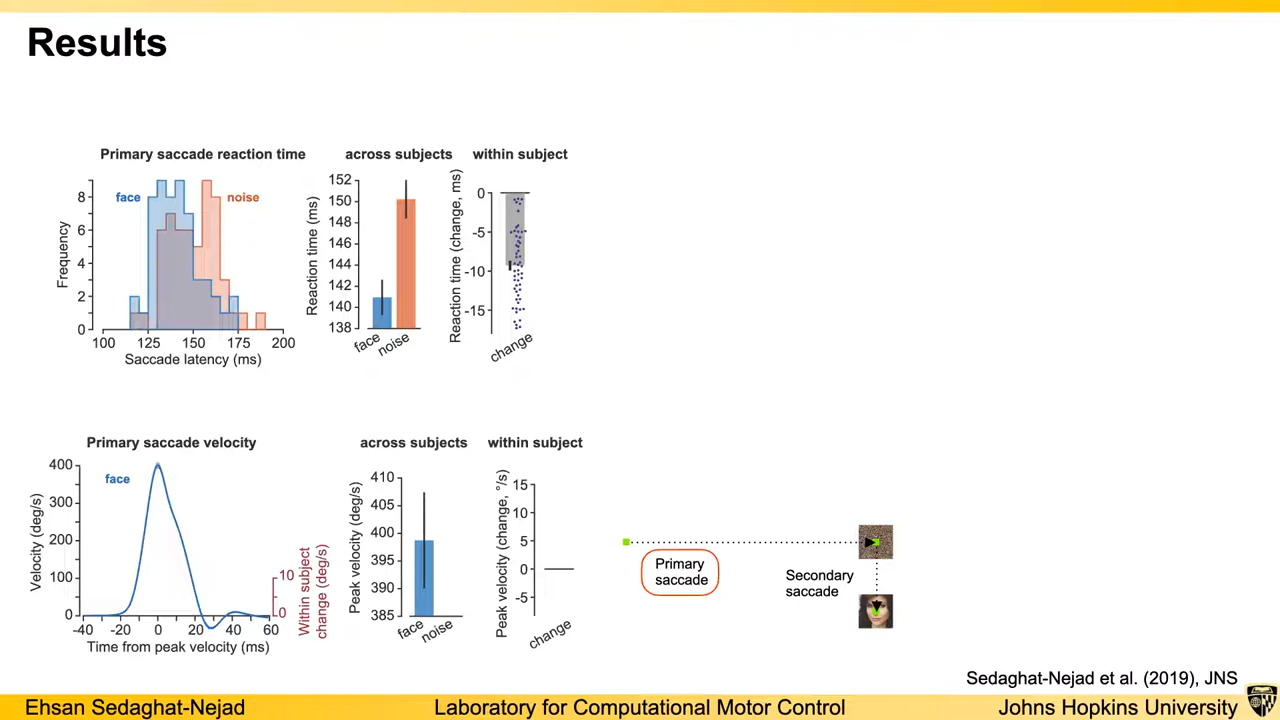 Results
Primary saccade reaction time
across subjects
within subject
Frequency
8
6
4
2
0
face
noise
100
125
150
175
200
Saccade latency (ms)
Reaction time (ms)
152
150
148
146
144
142
140
138
face
noise
Reaction time (change, ms)
0
-5
-10
-15
change
Primary saccade velocity
across subjects
within subject
Velocity (deg/s)
400
300
200
100
0
face
-40
-20
0
20
40
60
Time from peak velocity (ms)
10
0
Within subject
change (deg/s)
Peak velocity (deg/s)
410
405
400
395
390
385
face
noise
Peak velocity (change, °/s)
15
10
5
0
-5
change
Primary
saccade
Secondary
saccade
Sedaghat-Nejad et al. (2019), JNS
Ehsan Sedaghat-Nejad
Laboratory for Computational Motor Control
Johns Hopkins University